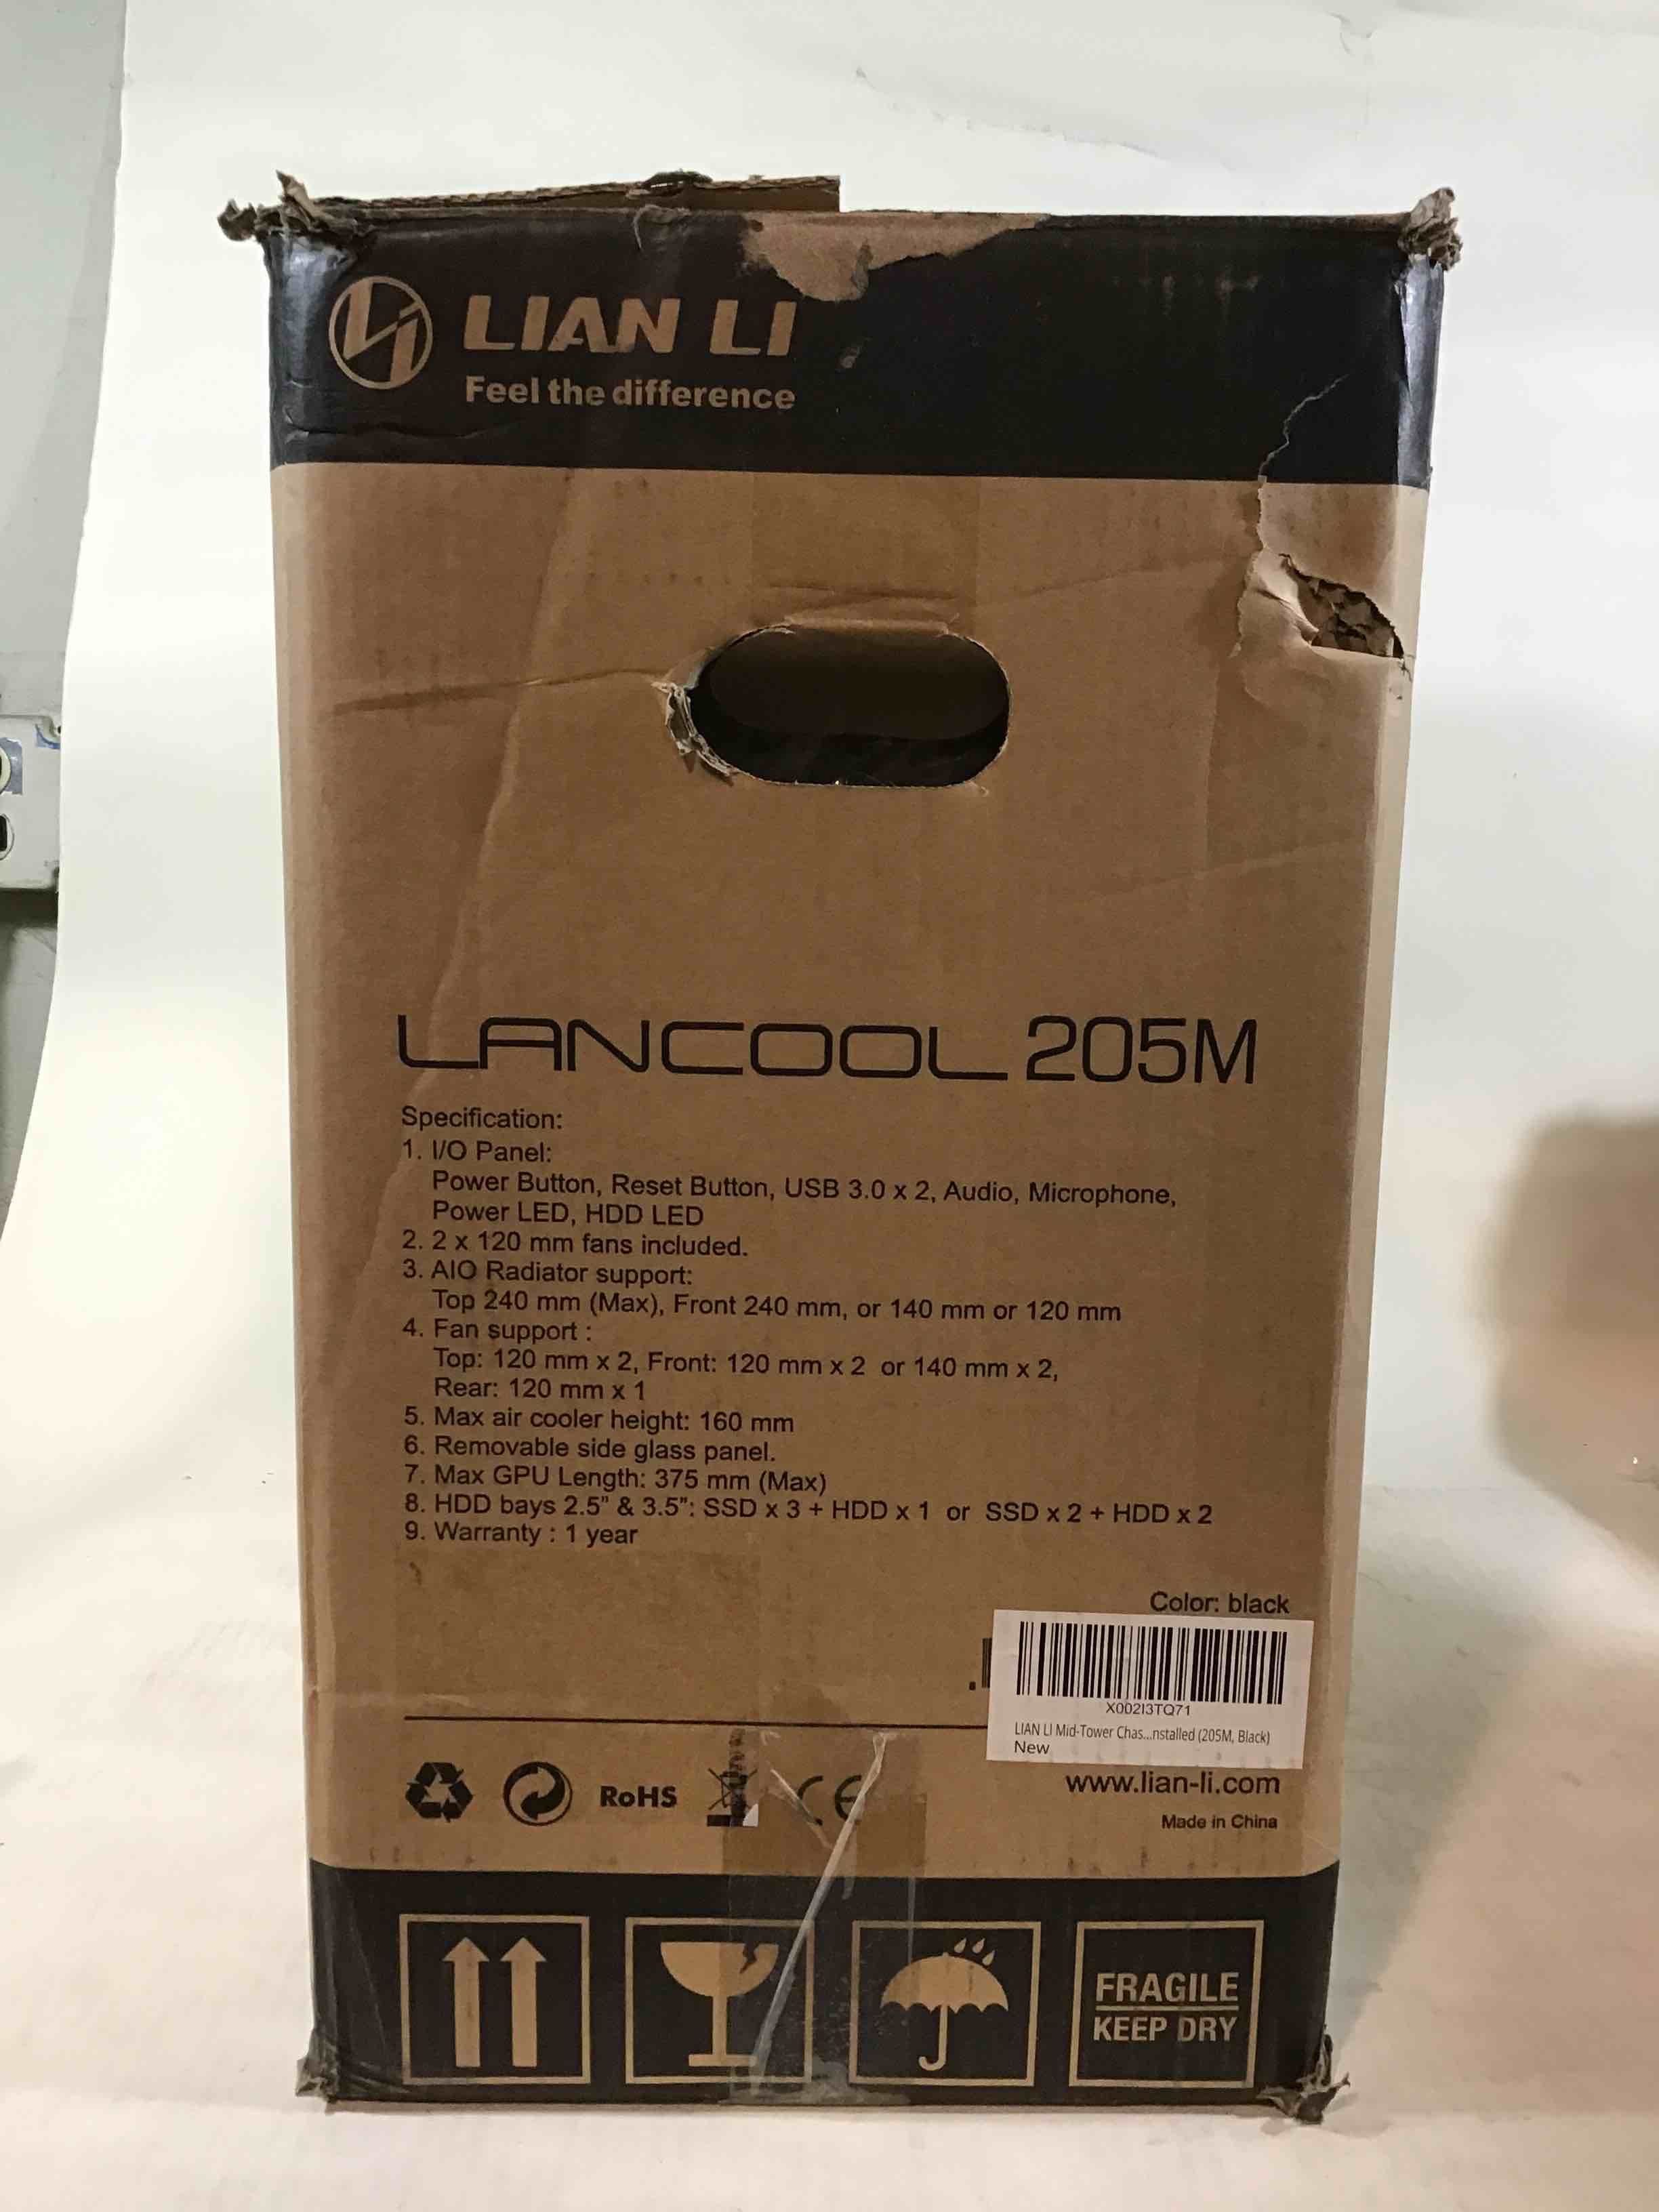 LIAN LI
Feel the difference
LANCOOL 205M
Specification:
1. I/O Panel:
Power Button, Reset Button, USB 3.0 x 2, Audio, Microphone,
Power LED, HDD LED
2. 2 x 120 mm fans included.
3. AIO Radiator support:
Top 240 mm (Max), Front 240 mm, or 140 mm or 120 mm
4. Fan support :
Top: 120 mm x 2, Front: 120 mm x 2 or 140 mm x 2,
Rear: 120 mm x 1
5. Max air cooler height: 160 mm
6. Removable side glass panel.
7. Max GPU Length: 375 mm (Max)
8. HDD bays 2.5" & 3.5": SSD x 3 + HDD x 1 or SSD x 2 + HDD x 2
9. Warranty : 1 year
Color: black
X002I3TQ71
LIAN LI Mid-Tower Chas...nstalled (205M, Black)
New
RoHS
CE
www.lian-li.com
Made in China
FRAGILE
KEEP DRY